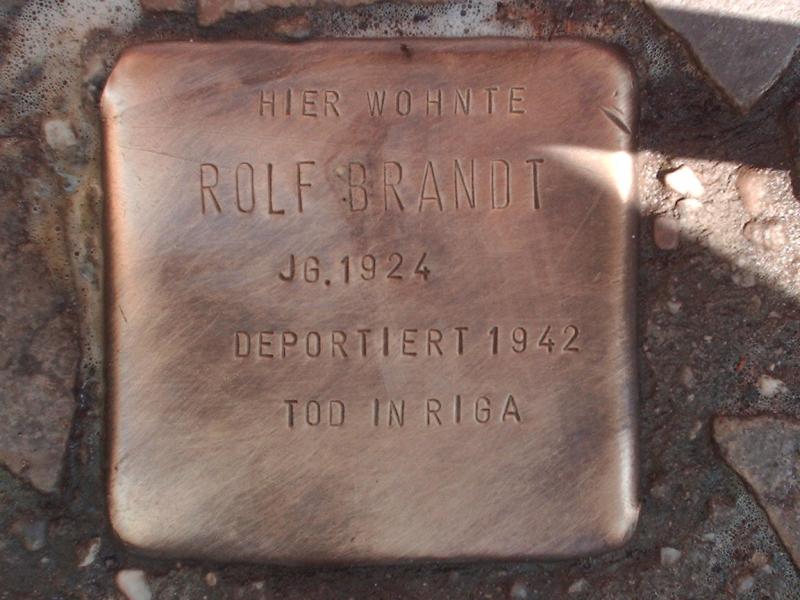 HIER WOHNTE
ROLF BRANDT
JG.1924
DEPORTIERT 1942
TOD IN RIGA